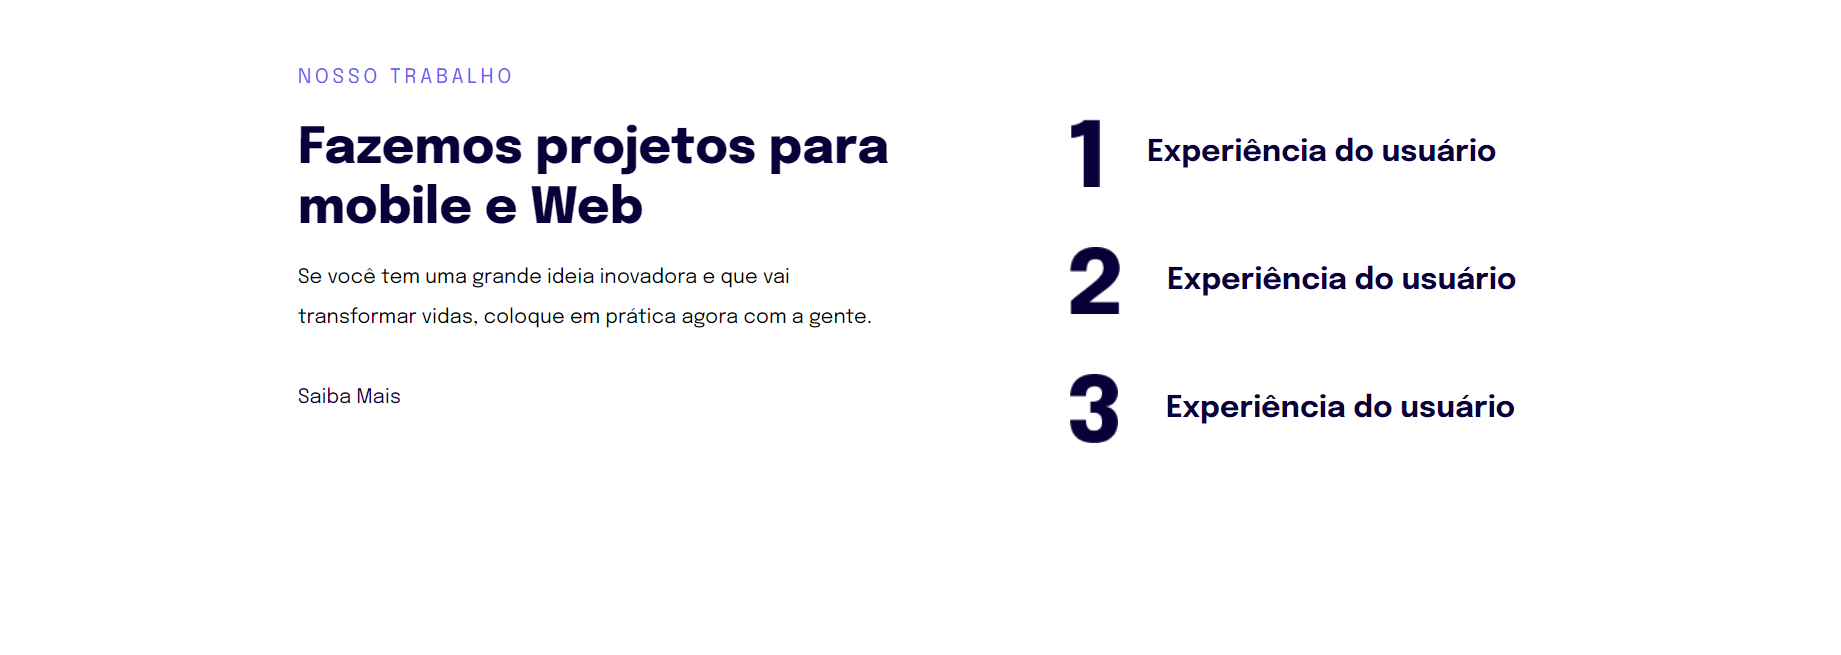 NOSSO TRABALHO
Fazemos projetos para
mobile e Web
Se você tem uma grande ideia inovadora e que vai
transformar vidas, coloque em prática agora com a gente.
Saiba Mais
1 Experiência do usuário
2 Experiência do usuário
3 Experiência do usuário